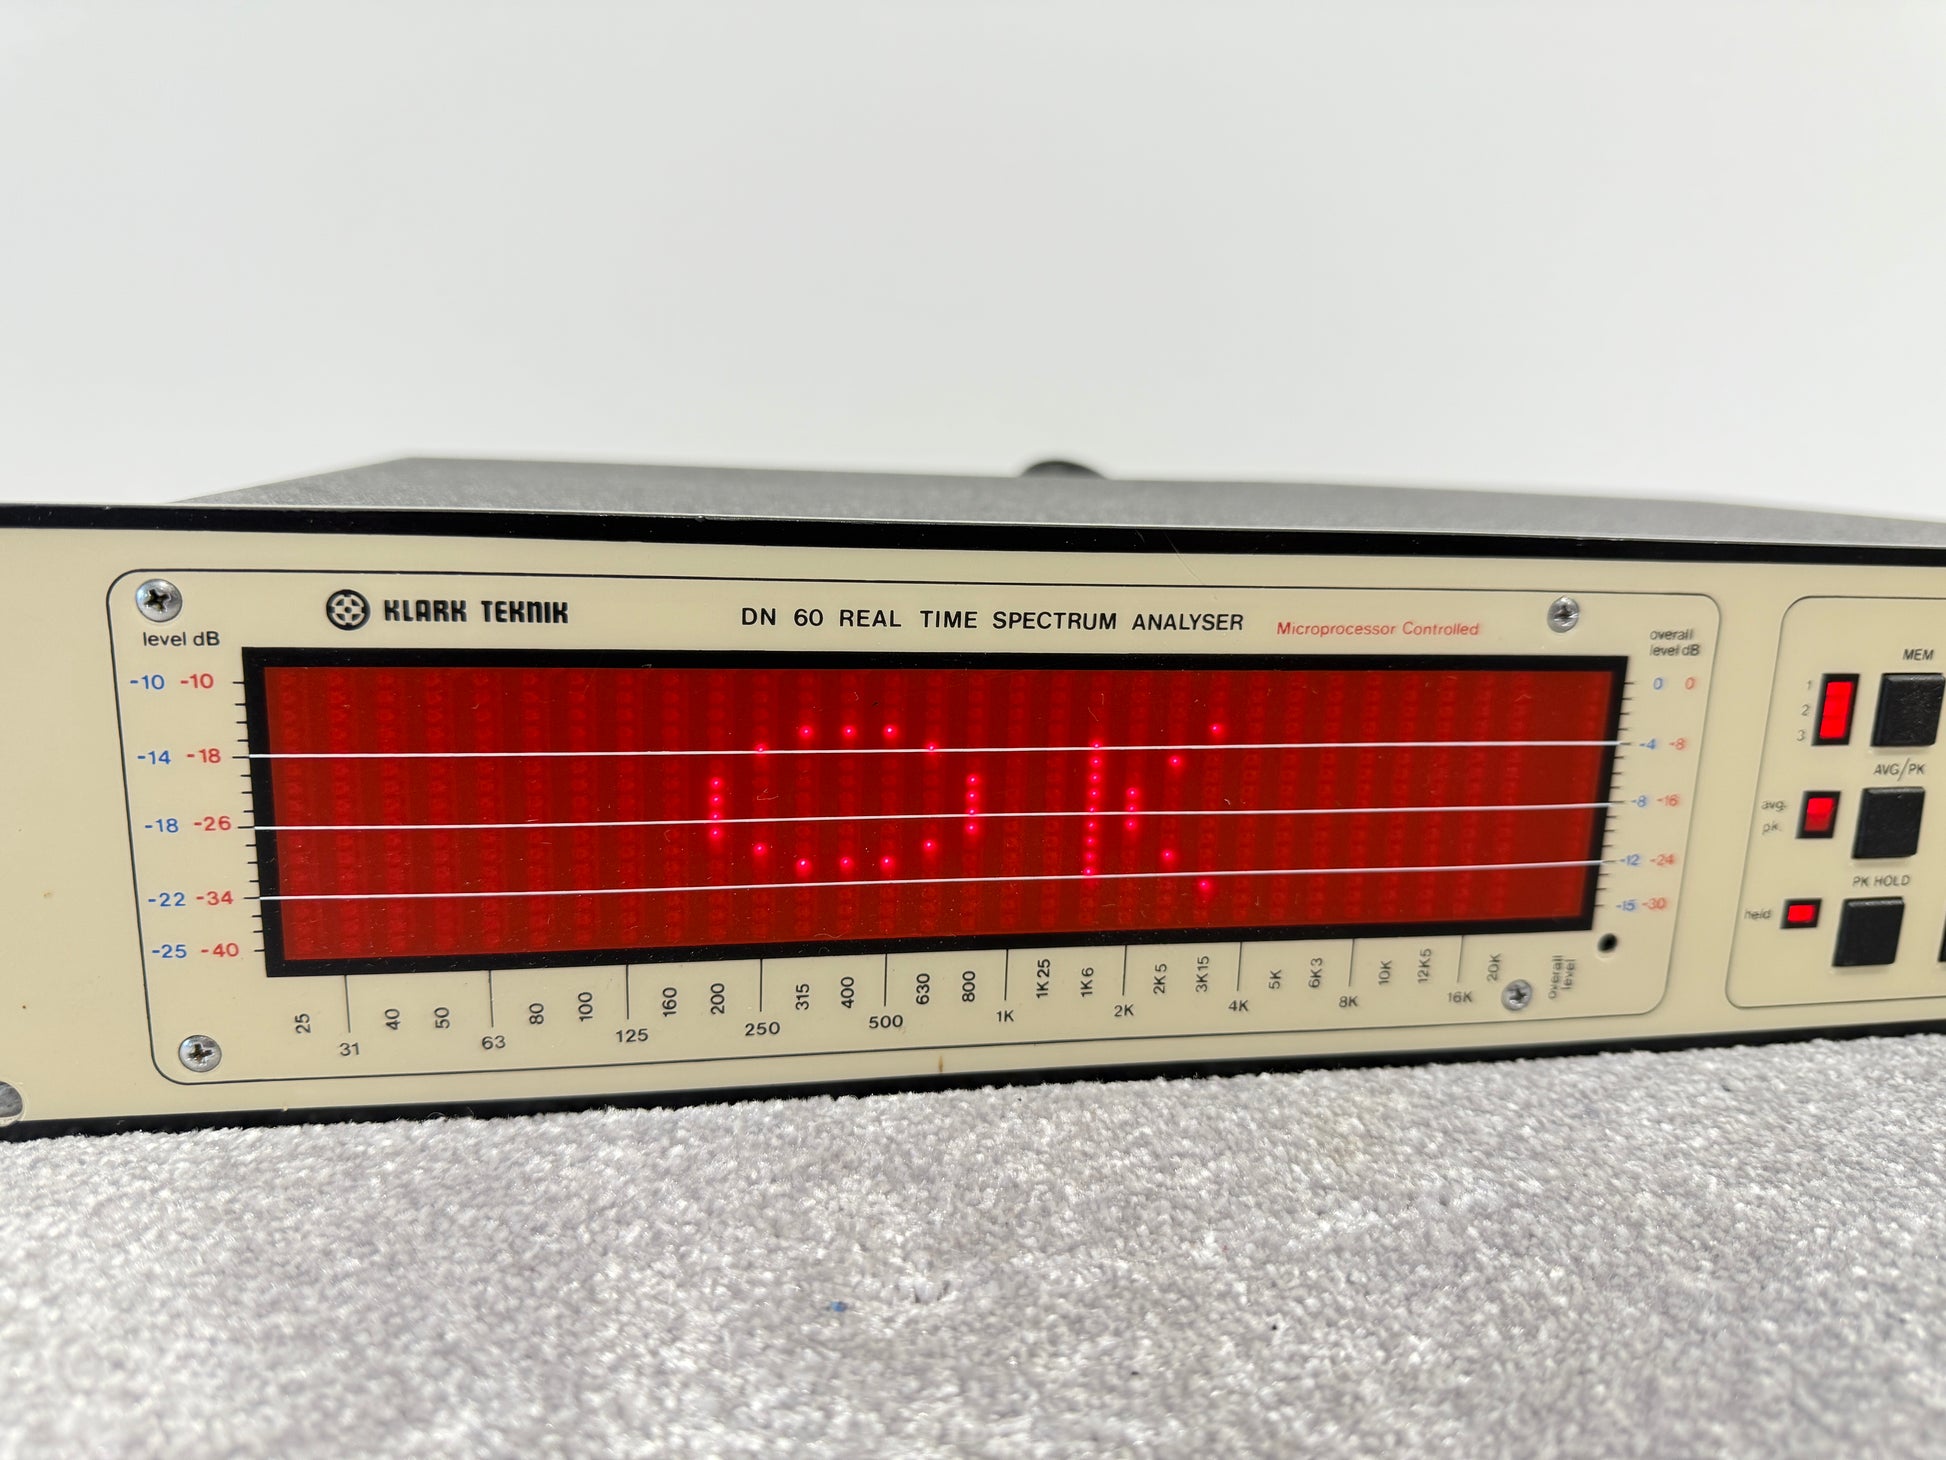 KLARK TEKNIK
DN 60 REAL TIME SPECTRUM ANALYSER Microprocessor Controlled
level dB
overall
level dB
-10 -10
-14 -18
-18 -26
-22 -34
-25 -40
OK
0 0
-4 -8
-8 -16
-12 -24
-15 -30
25 31 40 50 63 80 100 125 160 200 250 315 400 500 630 800 1K 1K25 1K6 2K 2K5 3K15 4K 5K 6K3 8K 10K 12K5 16K 20K
overall
level
MEM
1
2
3
AVG/PK
avg.
pk.
PK HOLD
held